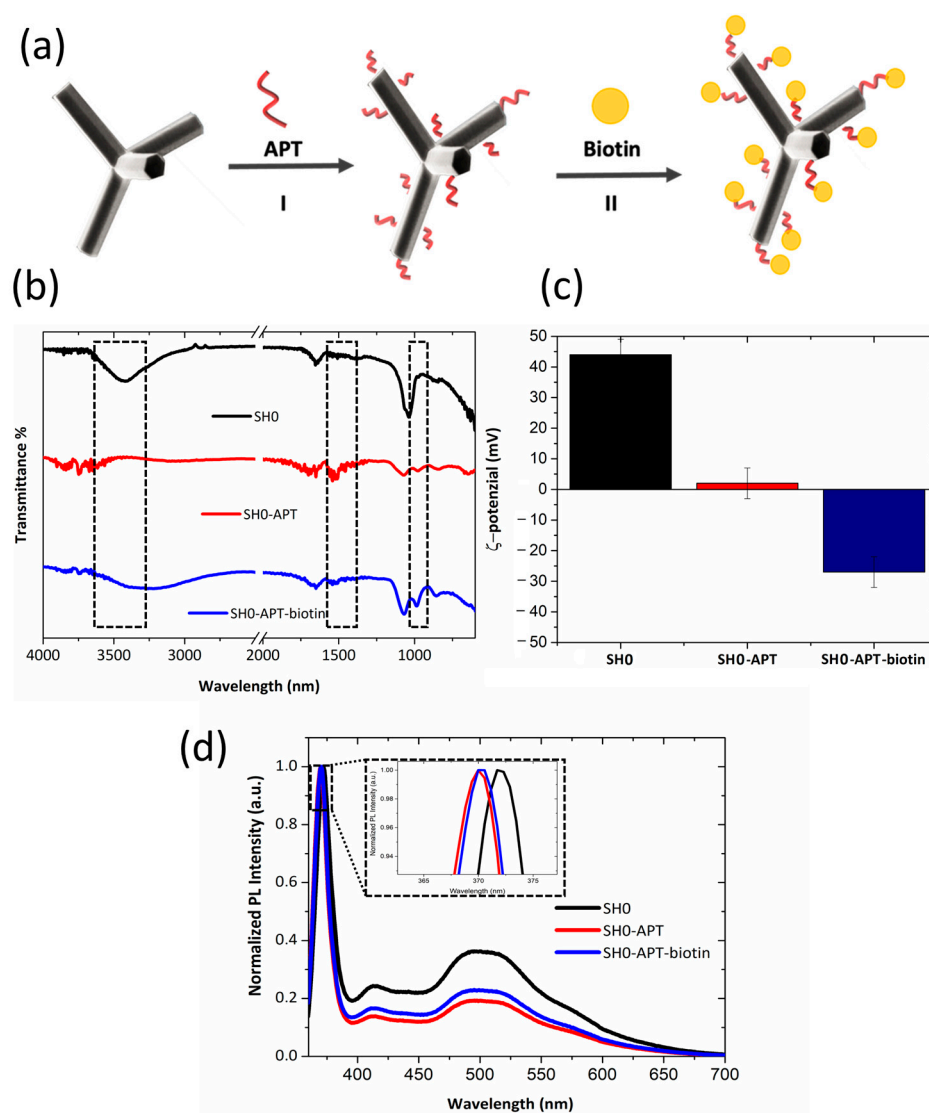 (a)
APT
I
Biotin
II
(b)
Transmittance %
SH0
SH0-APT
SH0-APT-biotin
4000 3500 3000 2500 2000 1500 1000
Wavelength (nm)
(c)
ζ-potenzial (mV)
50
40
30
20
10
0
−10
−20
−30
−40
−50
SH0 SH0-APT SH0-APT-biotin
(d)
Normalized PL Intensity (a.u.)
1.0
0.8
0.6
0.4
0.2
0.0
Normalized PL Intensity (a.u.)
1.00
0.98
0.96
0.94
365 370 375
Wavelength (nm)
SH0
SH0-APT
SH0-APT-biotin
400 450 500 550 600 650 700
Wavelength (nm)